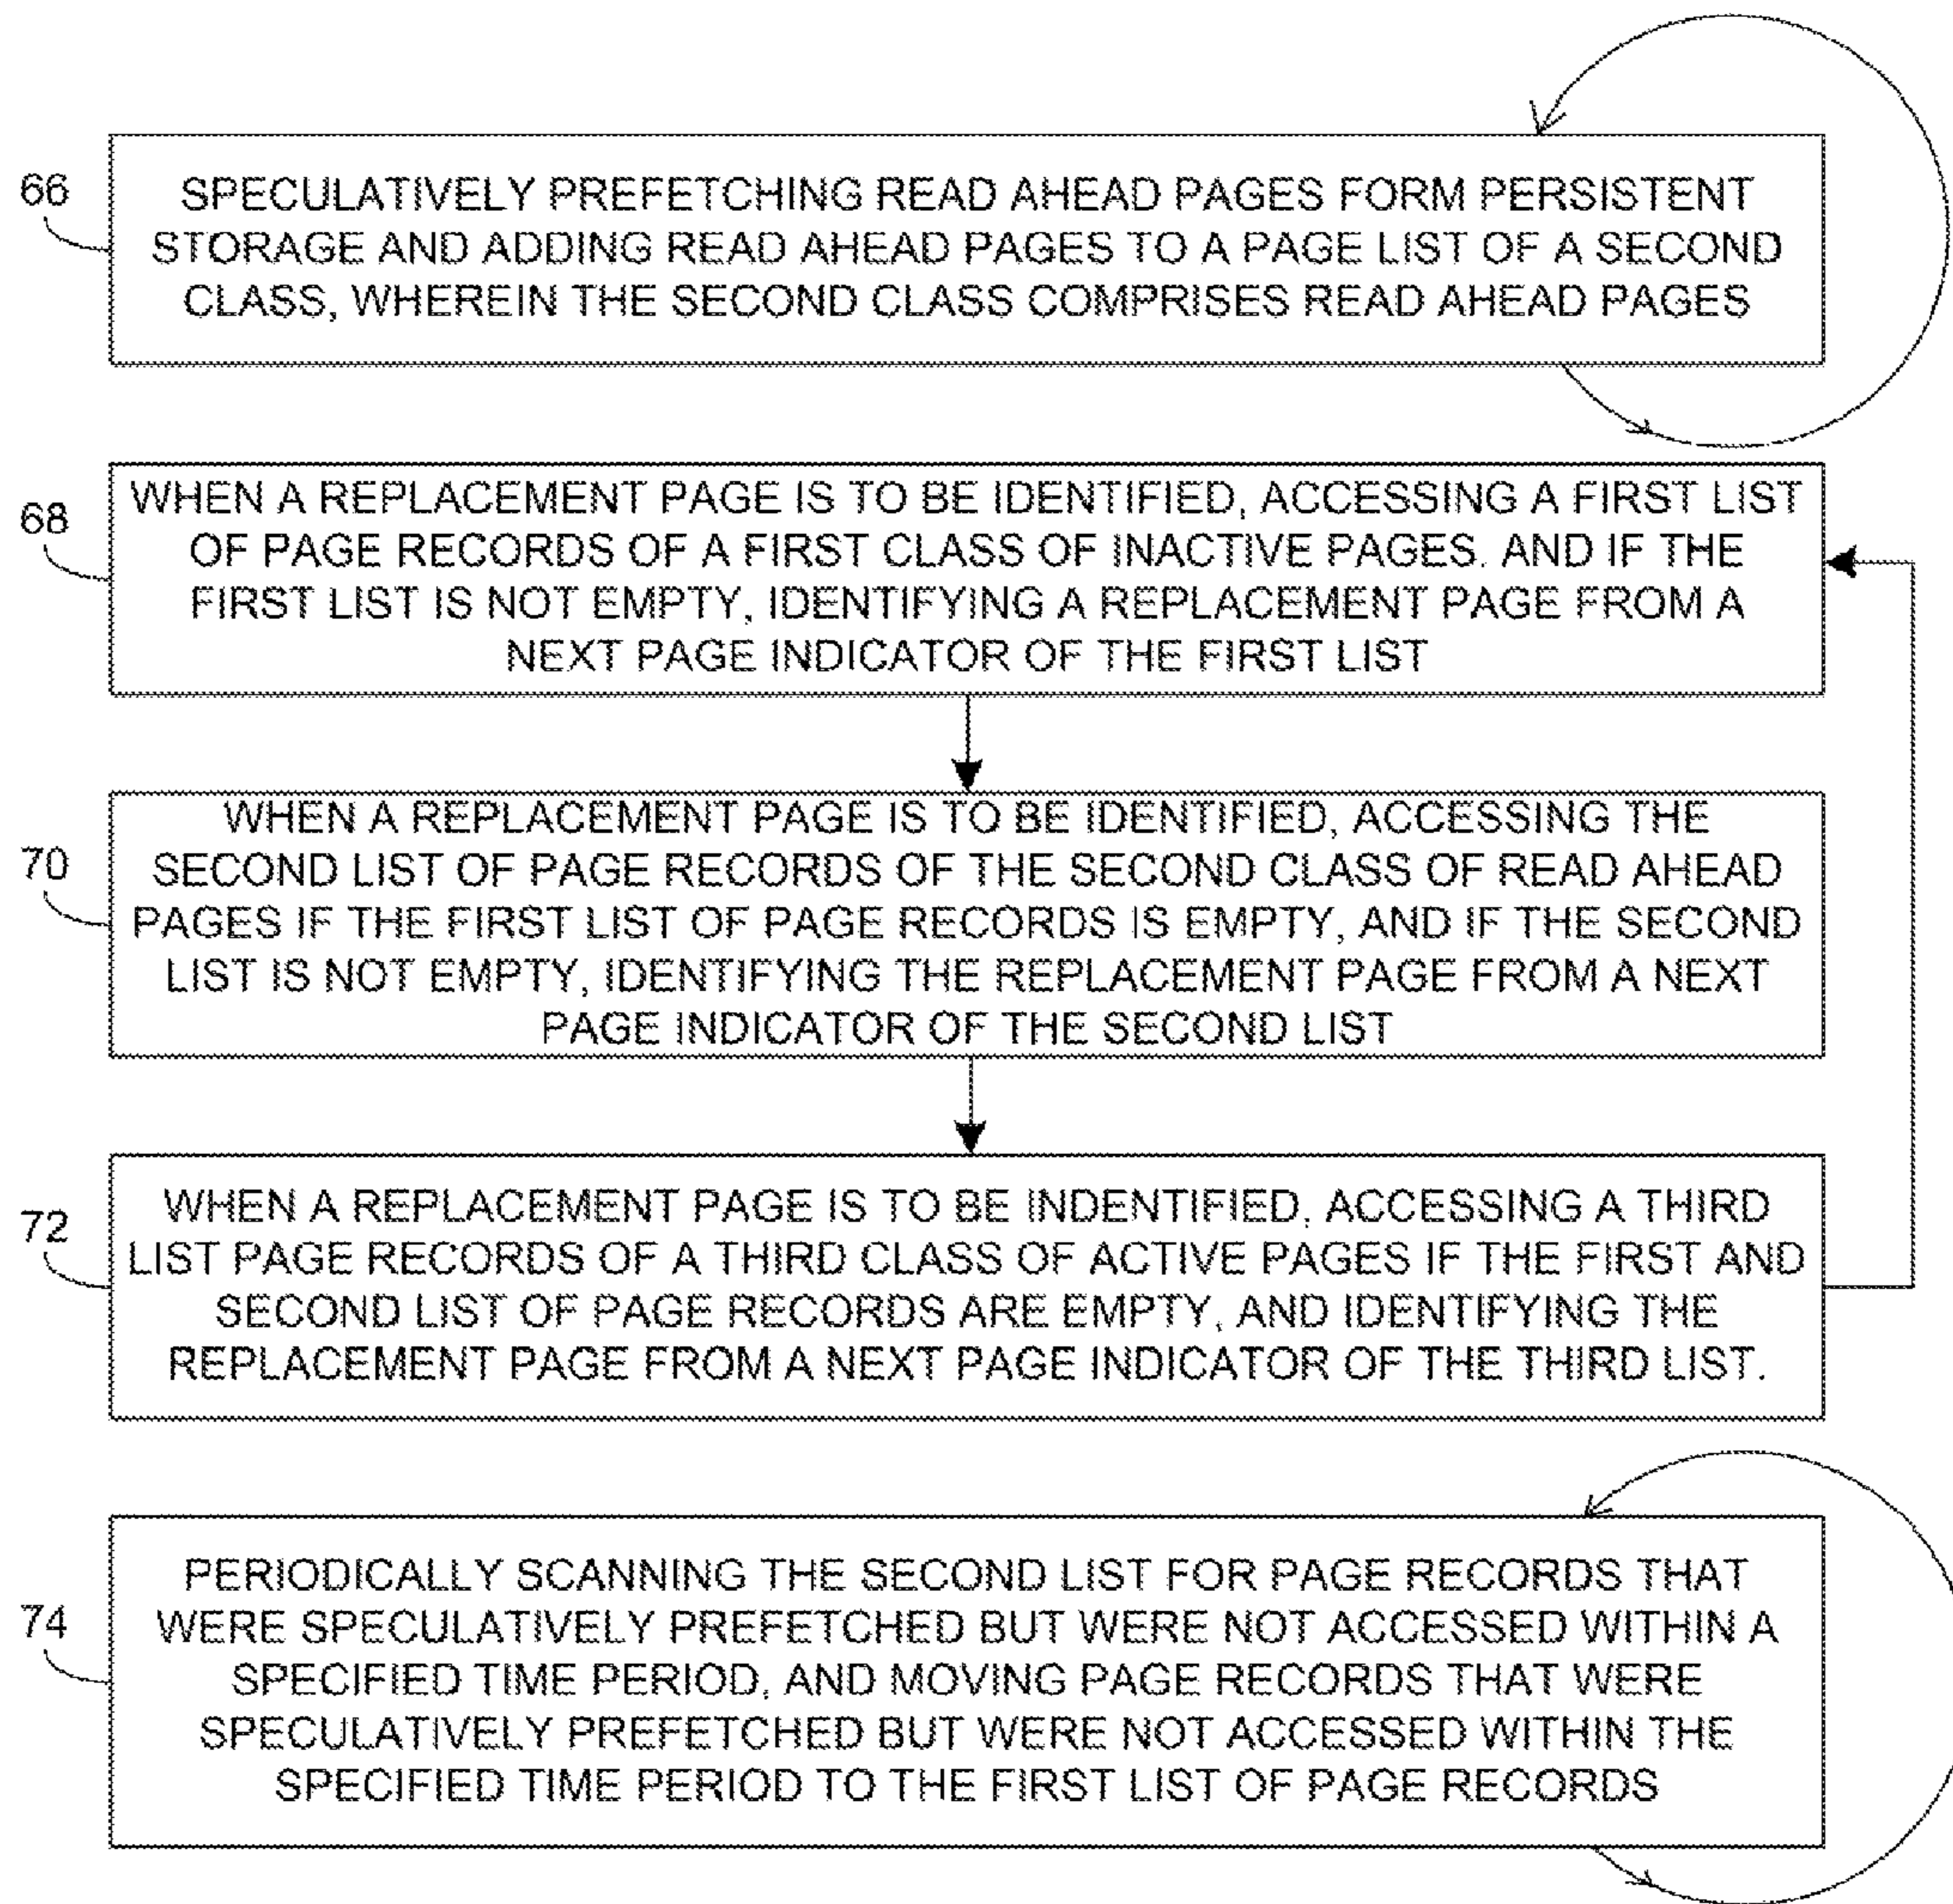 66
SPECULATIVELY PREFETCHING READ AHEAD PAGES FORM PERSISTENT
STORAGE AND ADDING READ AHEAD PAGES TO A PAGE LIST OF A SECOND
CLASS, WHEREIN THE SECOND CLASS COMPRISES READ AHEAD PAGES
68
WHEN A REPLACEMENT PAGE IS TO BE IDENTIFIED, ACCESSING A FIRST LIST
OF PAGE RECORDS OF A FIRST CLASS OF INACTIVE PAGES. AND IF THE
FIRST LIST IS NOT EMPTY, IDENTIFYING A REPLACEMENT PAGE FROM A
NEXT PAGE INDICATOR OF THE FIRST LIST
70
WHEN A REPLACEMENT PAGE IS TO BE IDENTIFIED, ACCESSING THE
SECOND LIST OF PAGE RECORDS OF THE SECOND CLASS OF READ AHEAD
PAGES IF THE FIRST LIST OF PAGE RECORDS IS EMPTY, AND IF THE SECOND
LIST IS NOT EMPTY, IDENTIFYING THE REPLACEMENT PAGE FROM A NEXT
PAGE INDICATOR OF THE SECOND LIST
72
WHEN A REPLACEMENT PAGE IS TO BE INDENTIFIED, ACCESSING A THIRD
LIST PAGE RECORDS OF A THIRD CLASS OF ACTIVE PAGES IF THE FIRST AND
SECOND LIST OF PAGE RECORDS ARE EMPTY, AND IDENTIFYING THE
REPLACEMENT PAGE FROM A NEXT PAGE INDICATOR OF THE THIRD LIST.
74
PERIODICALLY SCANNING THE SECOND LIST FOR PAGE RECORDS THAT
WERE SPECULATIVELY PREFETCHED BUT WERE NOT ACCESSED WITHIN A
SPECIFIED TIME PERIOD, AND MOVING PAGE RECORDS THAT WERE
SPECULATIVELY PREFETCHED BUT WERE NOT ACCESSED WITHIN THE
SPECIFIED TIME PERIOD TO THE FIRST LIST OF PAGE RECORDS